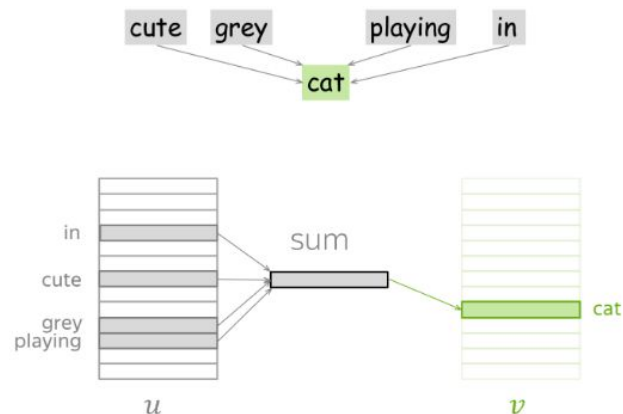 cute grey playing in
cat
in
sum
cute
cat
grey
playing
u
v